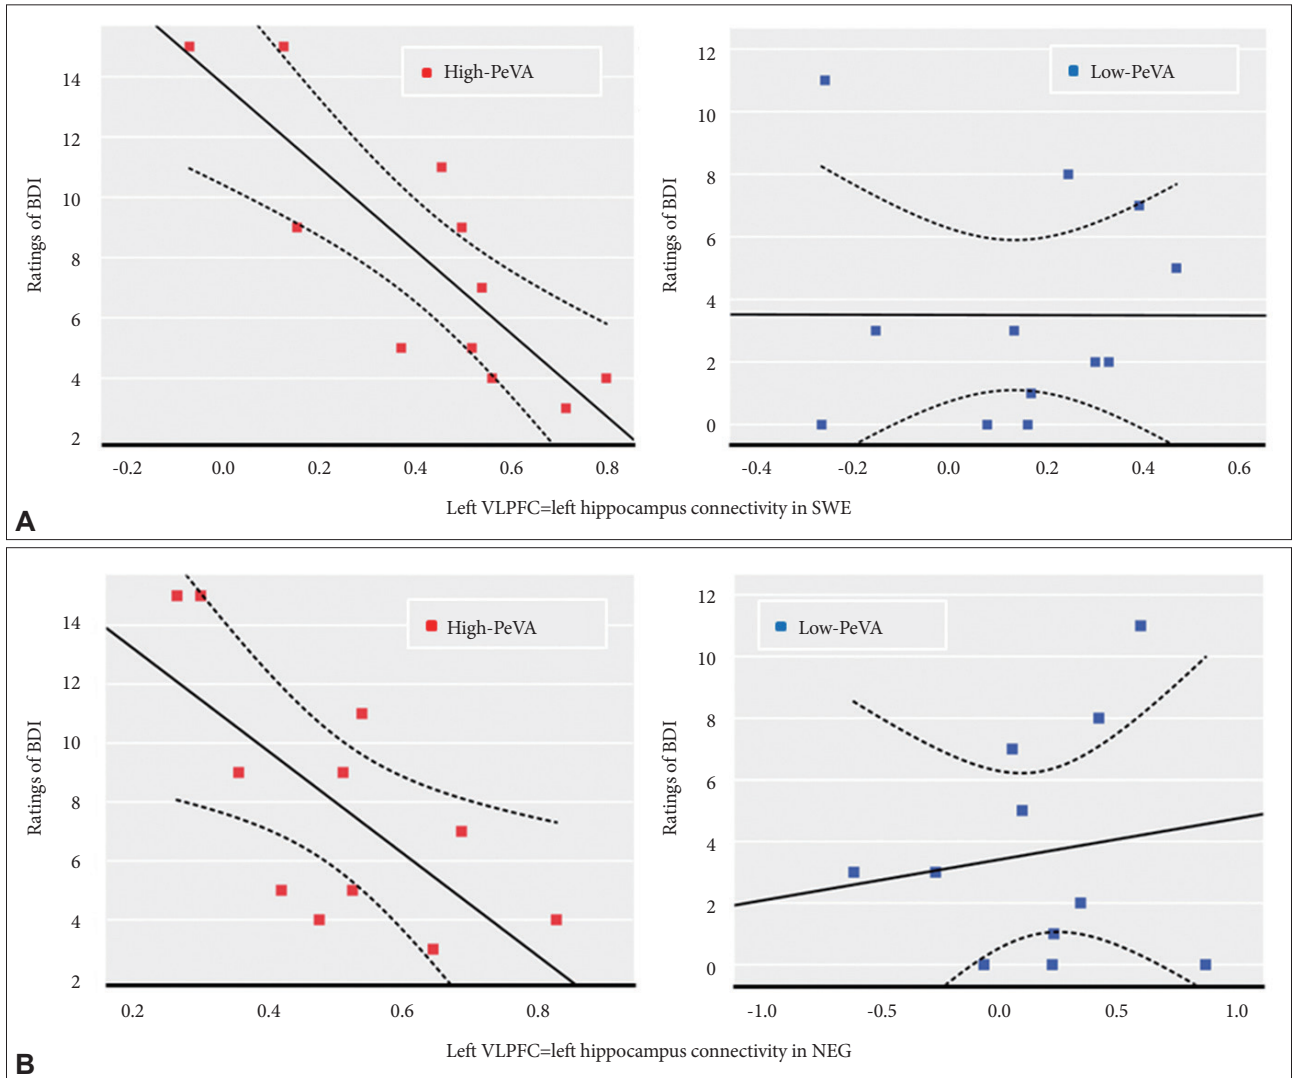 High-PeVA
Ratings of BDI
14
12
10
8
6
4
2
-0.2 0.0 0.2 0.4 0.6 0.8
Low-PeVA
Ratings of BDI
12
10
8
6
4
2
0
-0.4 -0.2 0.0 0.2 0.4 0.6
Left VLPFC=left hippocampus connectivity in SWE
A
High-PeVA
Ratings of BDI
14
12
10
8
6
4
2
0.2 0.4 0.6 0.8
Low-PeVA
Ratings of BDI
12
10
8
6
4
2
0
-1.0 -0.5 0.0 0.5 1.0
Left VLPFC=left hippocampus connectivity in NEG
B